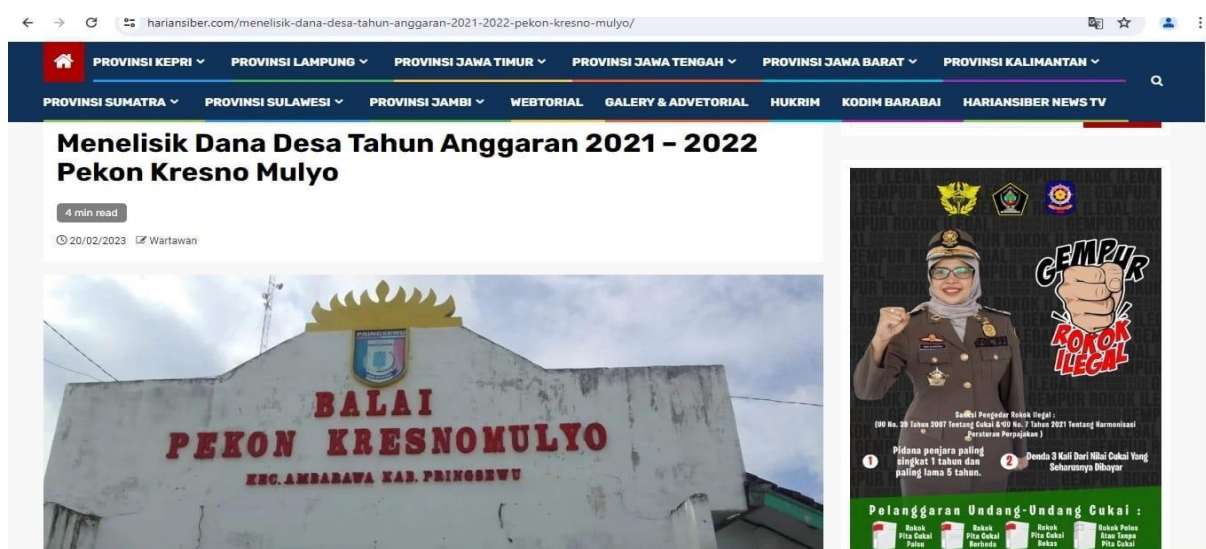 hariansiber.com/menelisik-dana-desa-tahun-anggaran-2021-2022-pekon-kresno-mulyo/
PROVINSI KEPRI PROVINSI LAMPUNG PROVINSI JAWA TIMUR PROVINSI JAWA TENGAH PROVINSI JAWA BARAT PROVINSI KALIMANTAN
PROVINSI SUMATRA PROVINSI SULAWESI PROVINSI JAMBI WEBTORIAL GALERY & ADVETORIAL HUKRIM KODIM BARABAI HARIANSIBER NEWS TV
Menelisik Dana Desa Tahun Anggaran 2021 – 2022
Pekon Kresno Mulyo
4 min read
20/02/2023 Wartawan
PRINGSEWU
BALAI
PEKON KRESNOMULYO
KEC. AMBARAWA KAB. PRINGSEWU
GEMPUR
ROKOK
ILEGAL
Sanksi Pengedar Rokok Ilegal :
(UU No. 39 Tahun 2007 Tentang Cukai & UU No. 7 Tahun 2021 Tentang Harmonisasi
Peraturan Perpajakan )
1 Pidana penjara paling
singkat 1 tahun dan
paling lama 5 tahun.
2 Denda 3 Kali Dari Nilai Cukai Yang
Seharusnya Dibayar
Pelanggaran Undang-Undang Cukai :
Rokok
Pita Cukai
Palsu
Rokok
Pita Cukai
Berbeda
Rokok
Pita Cukai
Bekas
Rokok Polos
Atau Tanpa
Pita Cukai